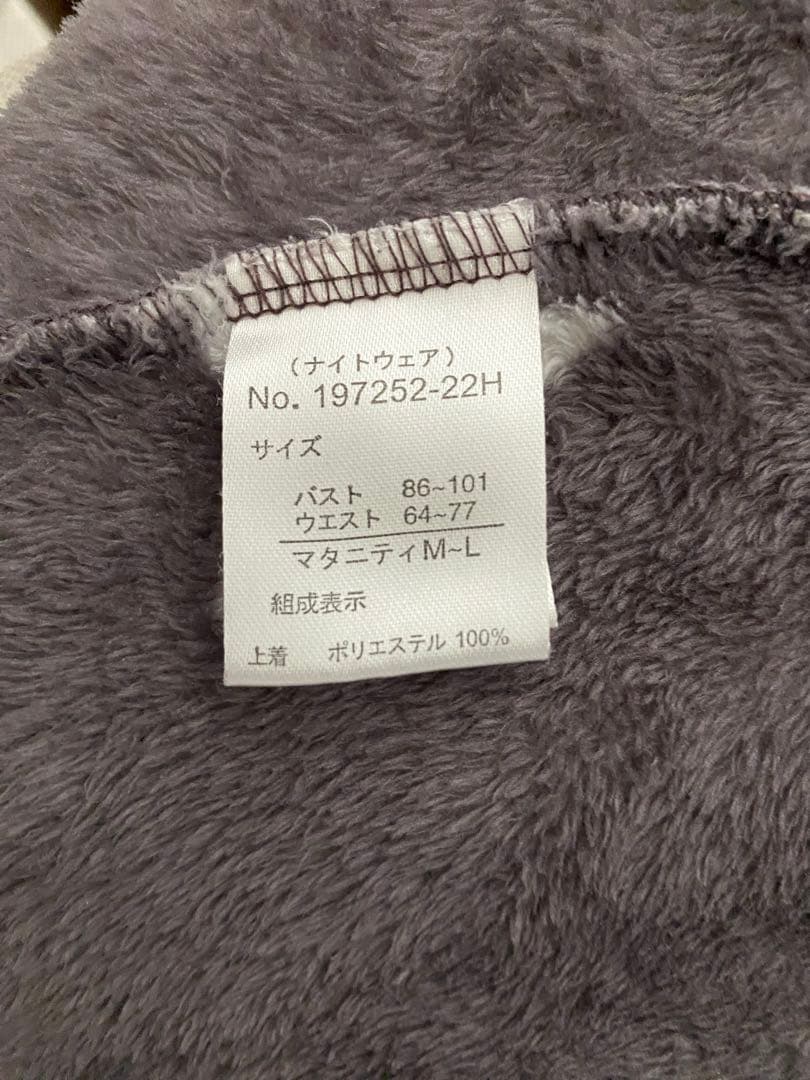 （ナイトウェア）
No. 197252-22H
サイズ
バスト 86~101
ウエスト 64~77
マタニティM~L
組成表示
上着 ポリエステル 100%